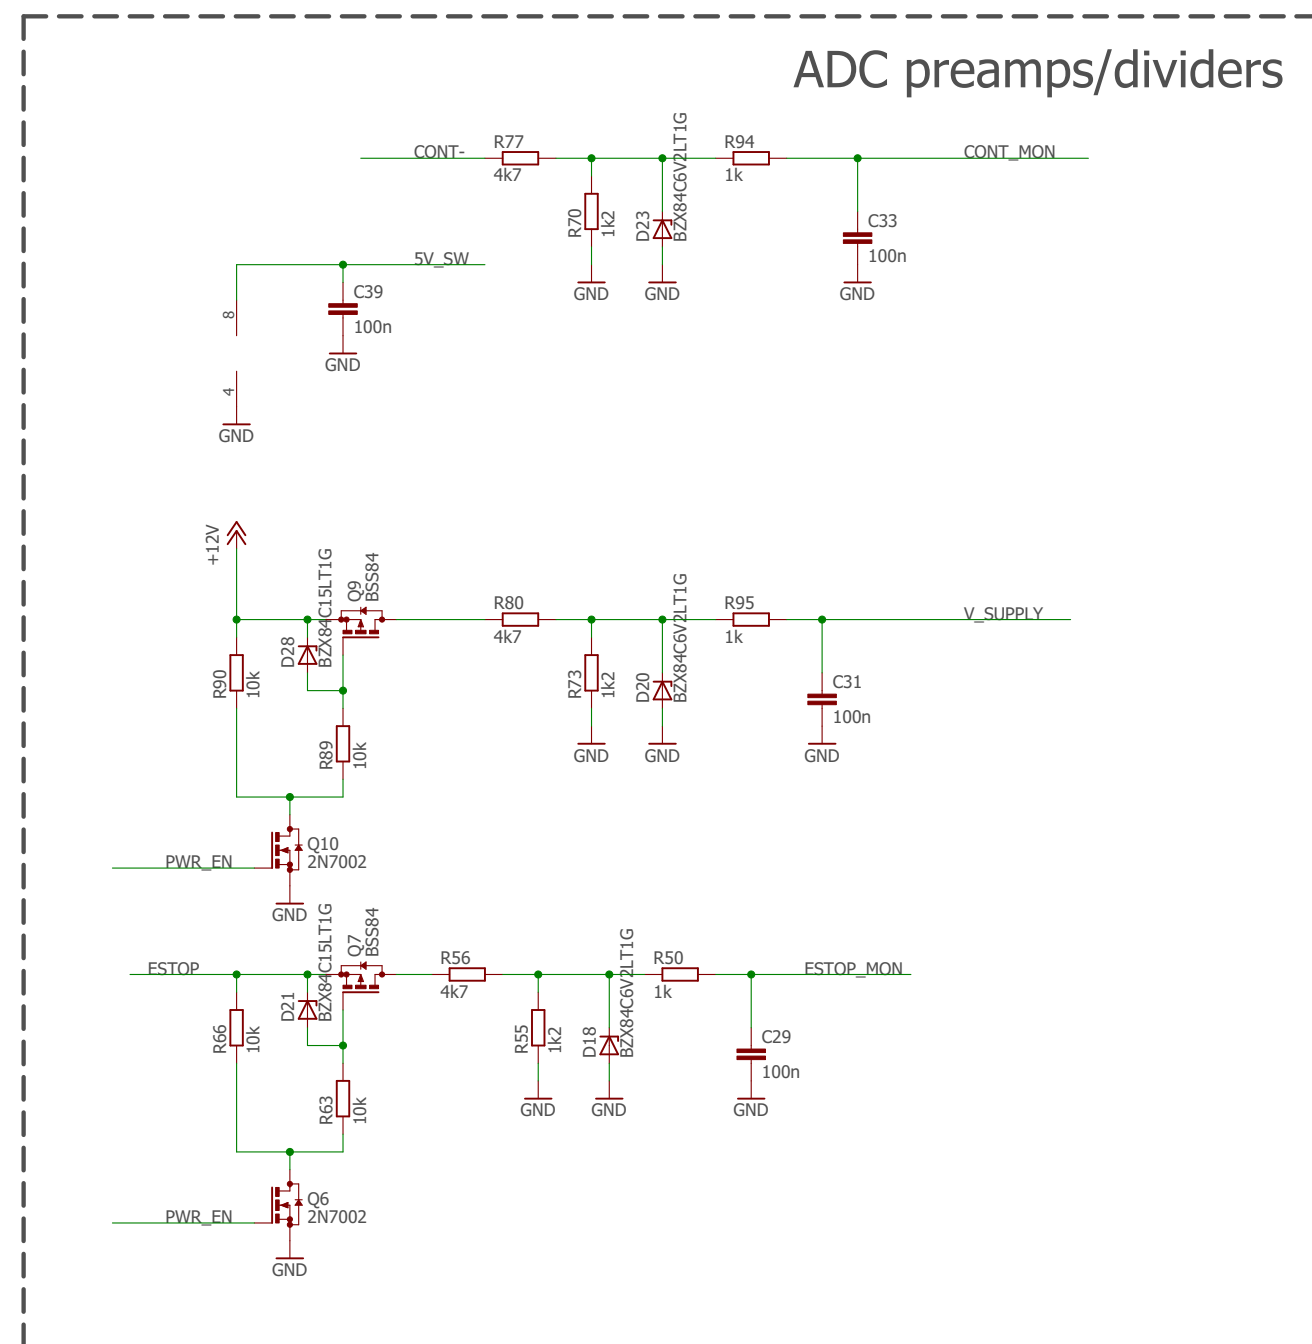 ADC preamps/dividers
CONT-
R77
4k7
R70
1k2
GND
D23
BZX84C6V2LT1G
GND
R94
1k
C33
100n
GND
CONT_MON
5V_SW
C39
100n
GND
8
4
GND
+12V
R90
10k
D28
BZX84C15LT1G
Q9
BSS84
R89
10k
R80
4k7
R73
1k2
GND
D20
BZX84C6V2LT1G
GND
R95
1k
C31
100n
GND
V_SUPPLY
PWR_EN
Q10
2N7002
GND
ESTOP
R66
10k
D21
BZX84C15LT1G
Q7
BSS84
R63
10k
R56
4k7
R55
1k2
GND
D18
BZX84C6V2LT1G
GND
R50
1k
C29
100n
GND
ESTOP_MON
PWR_EN
Q6
2N7002
GND